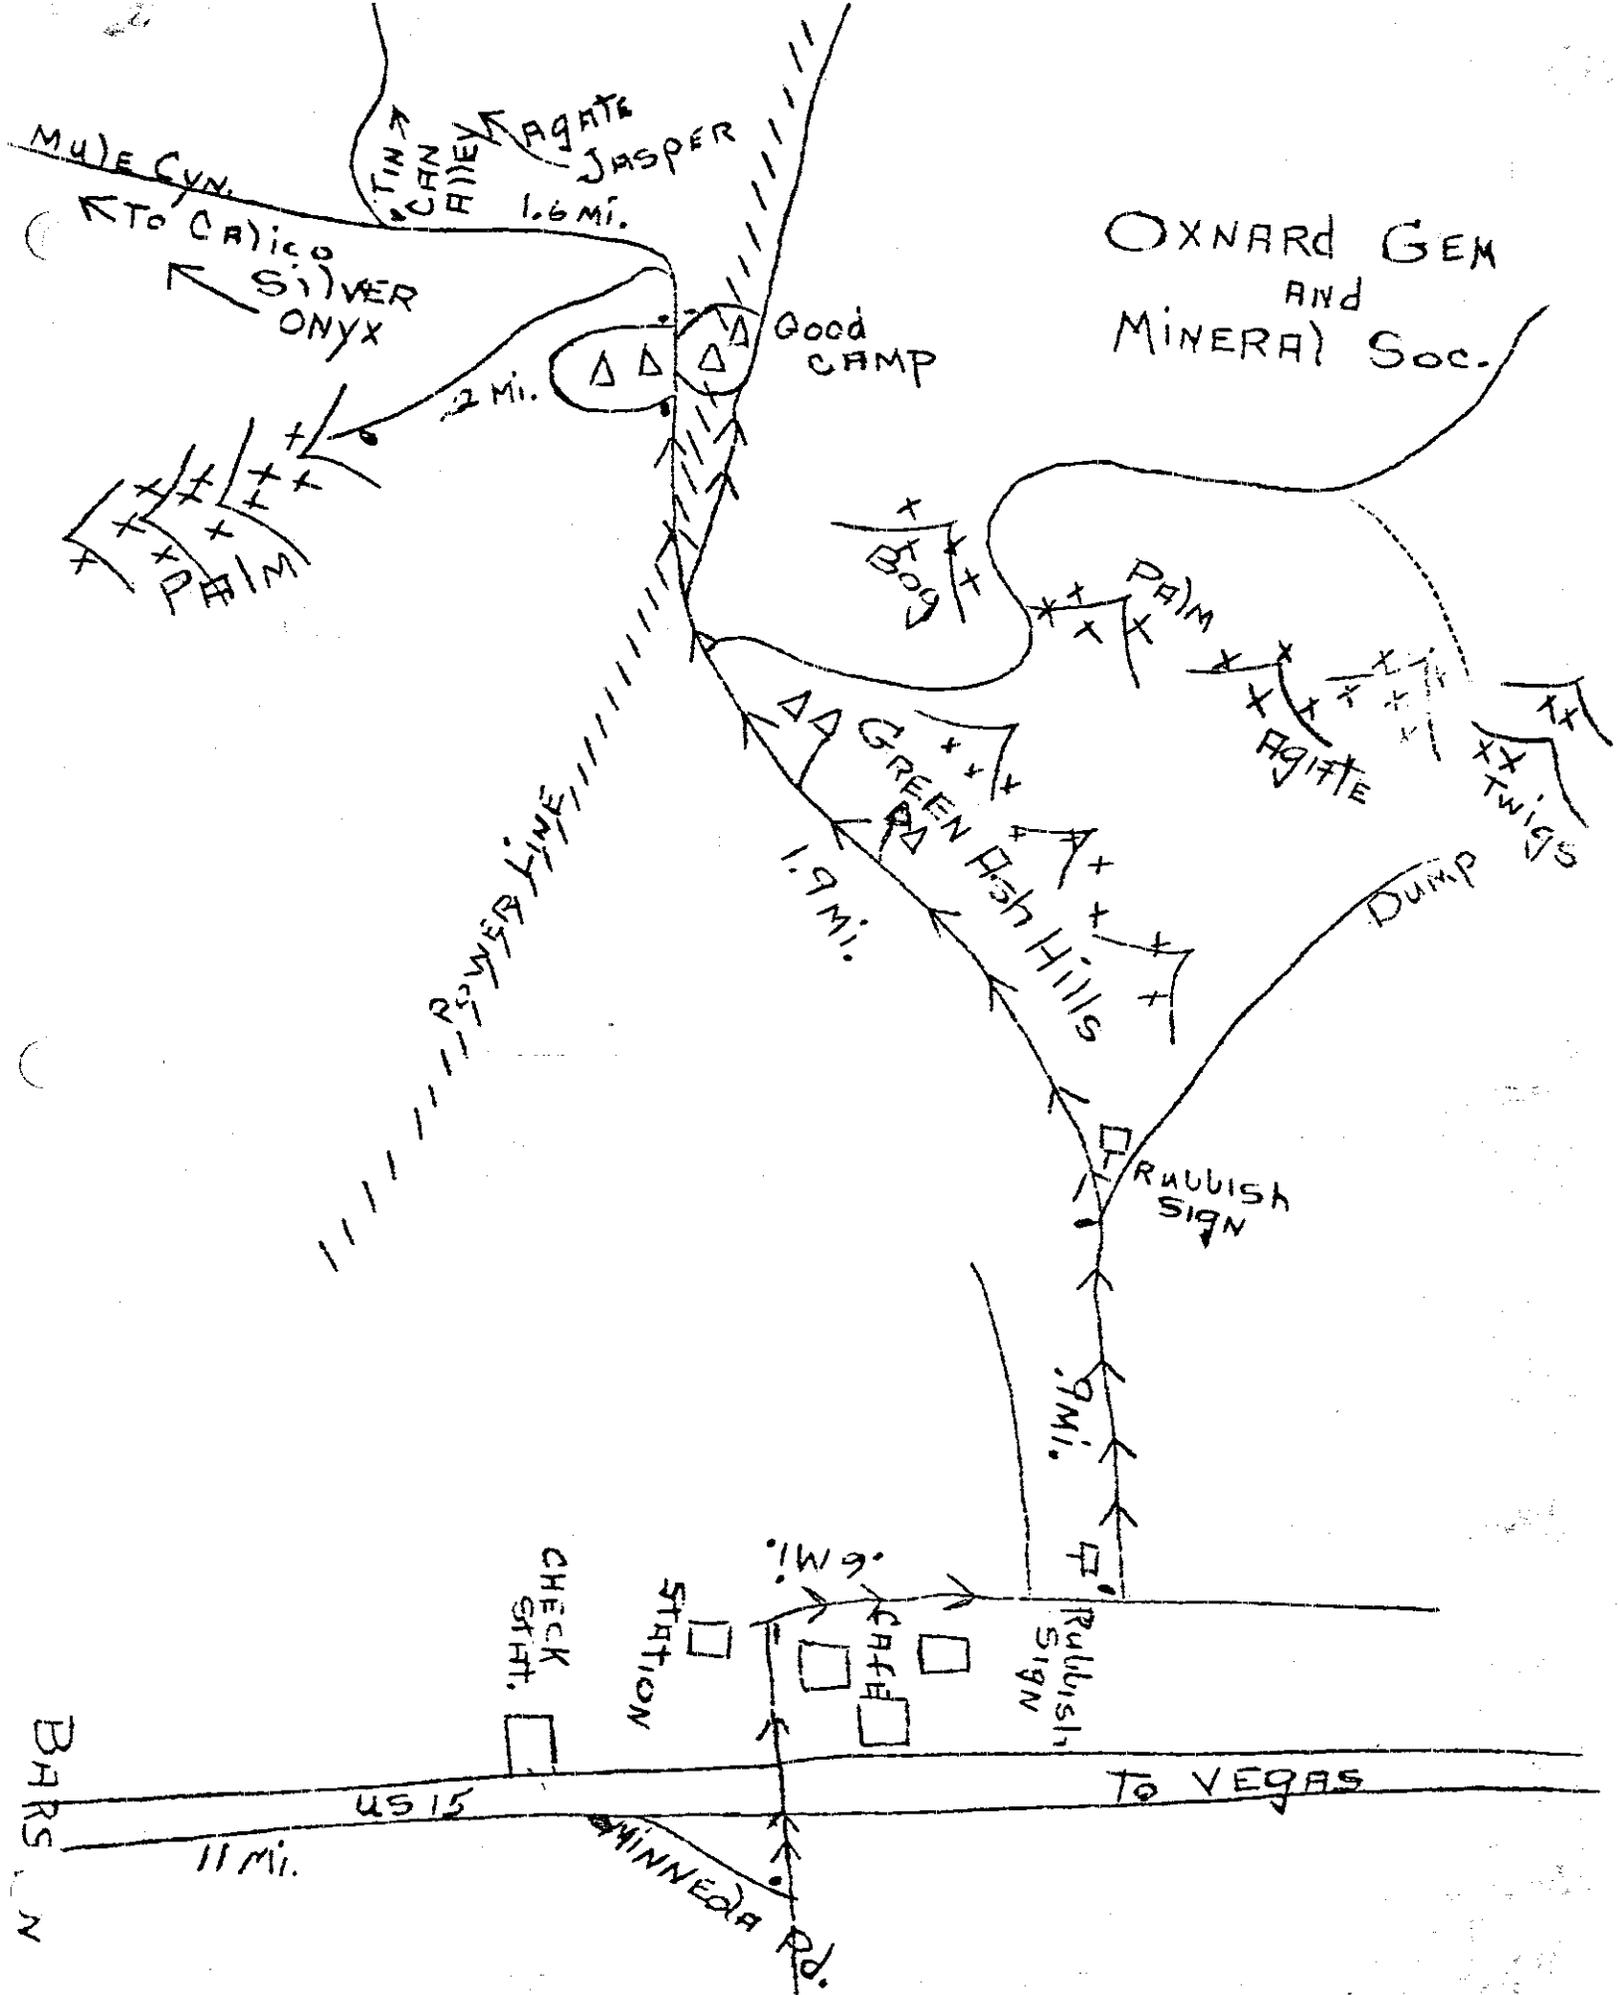 Mule Cyn.
To Calico
Silver
Onyx
Tin
Can
Alley
Agate
Jasper
1.6 Mi.
Oxnard Gem
and
Mineral Soc.
Good
Camp
.2 Mi.
Palm
Bog
Palm
Agate
Twigs
Green Ash Hills
1.9 Mi.
Dump
Power Line
Rubbish
Sign
.9 Mi.
.6 Mi.
Check
Stat.
Station
Cafe
Rubbish
Sign
US 15
To Vegas
11 Mi.
Minneola Rd.